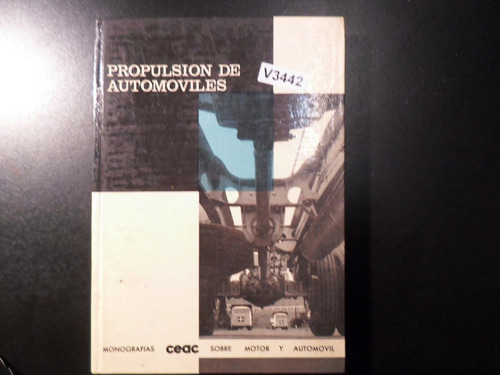 PROPULSION DE
AUTOMOVILES
V3442
MONOGRAFIAS ceac SOBRE MOTOR Y AUTOMOVIL